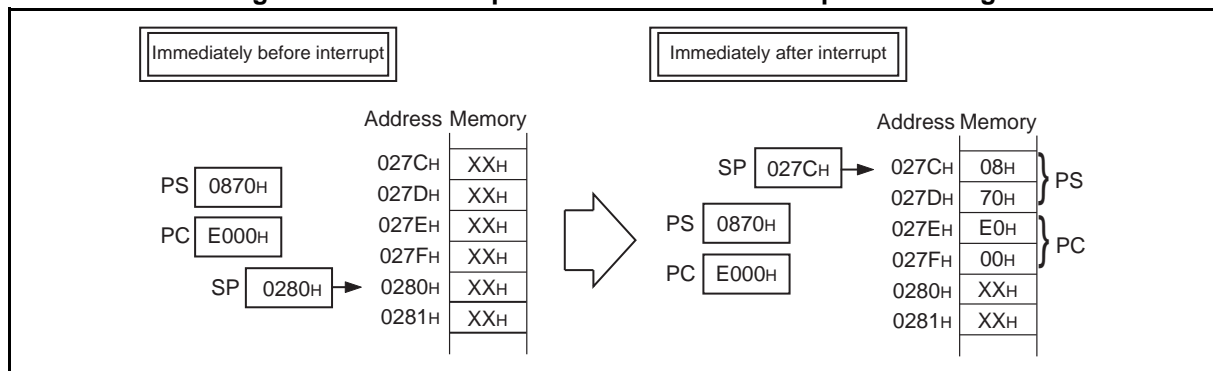 Immediately before interrupt
Address Memory
027CH XXH
027DH XXH
027EH XXH
027FH XXH
0280H XXH
0281H XXH
PS 0870H
PC E000H
SP 0280H
Immediately after interrupt
Address Memory
027CH 08H
027DH 70H
027EH E0H
027FH 00H
0280H XXH
0281H XXH
SP 027CH
PS 0870H
PC E000H
PS
PC